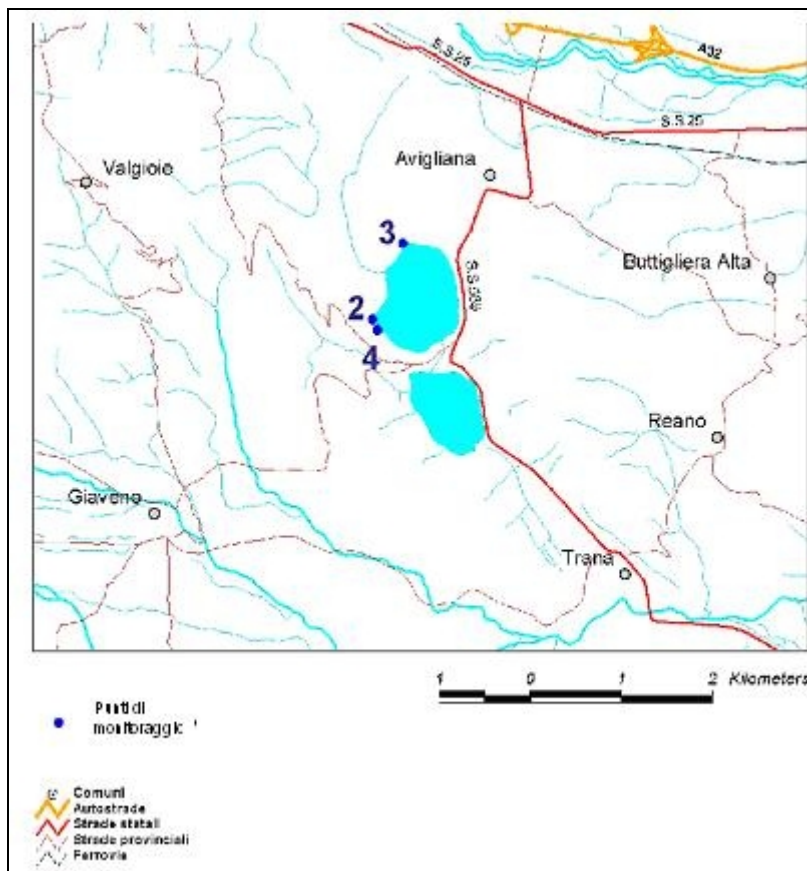 S.S.25
A32
S.S.25
Avigliana
Valgioie
3
Buttigliera Alta
S.S.589
2
4
Reano
Giaveno
Trana
1 0 1 2 Kilometers
Punti di
monitoraggio
Comuni
Autostrade
Strade statali
Strade provinciali
Ferrovia